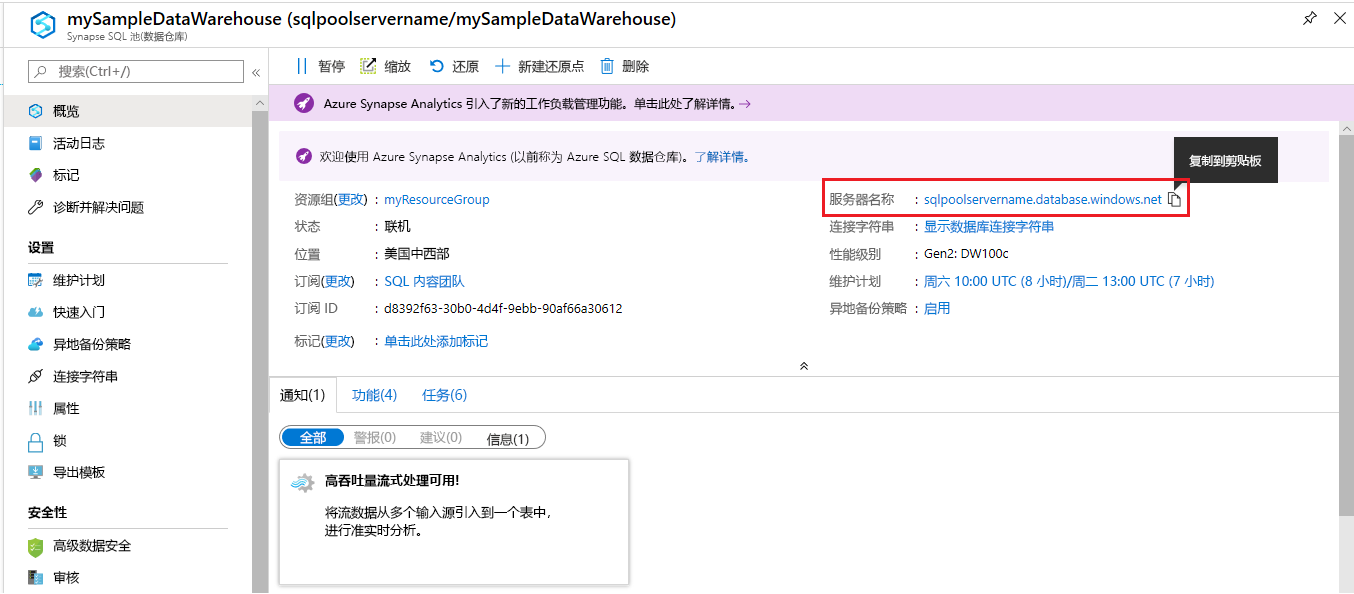 mySampleDataWarehouse (sqlpoolservername/mySampleDataWarehouse)
Synapse SQL 池(数据仓库)
搜索(Ctrl+/)
«
概览
活动日志
标记
诊断并解决问题
设置
维护计划
快速入门
异地备份策略
连接字符串
属性
锁
导出模板
安全性
高级数据安全
审核
暂停 缩放 还原 新建还原点 删除
Azure Synapse Analytics 引入了新的工作负载管理功能。单击此处了解详情。→
欢迎使用 Azure Synapse Analytics (以前称为 Azure SQL 数据仓库)。了解详情。
复制到剪贴板
资源组(更改) : myResourceGroup
状态 : 联机
位置 : 美国中西部
订阅(更改) : SQL 内容团队
订阅 ID : d8392f63-30b0-4d4f-9ebb-90af66a30612
标记(更改) : 单击此处添加标记
服务器名称 : sqlpoolservername.database.windows.net
连接字符串 : 显示数据库连接字符串
性能级别 : Gen2: DW100c
维护计划 : 周六 10:00 UTC (8 小时)/周二 13:00 UTC (7 小时)
异地备份策略 : 启用
通知(1) 功能(4) 任务(6)
全部 警报(0) 建议(0) 信息(1)
高吞吐量流式处理可用!
将流数据从多个输入源引入到一个表中，
进行准实时分析。